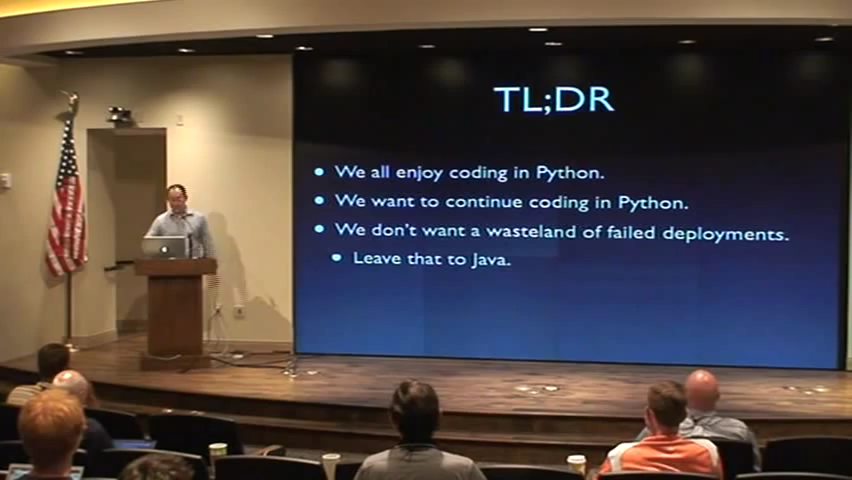 TL;DR
We all enjoy coding in Python.
We want to continue coding in Python.
We don't want a wasteland of failed deployments.
Leave that to Java.